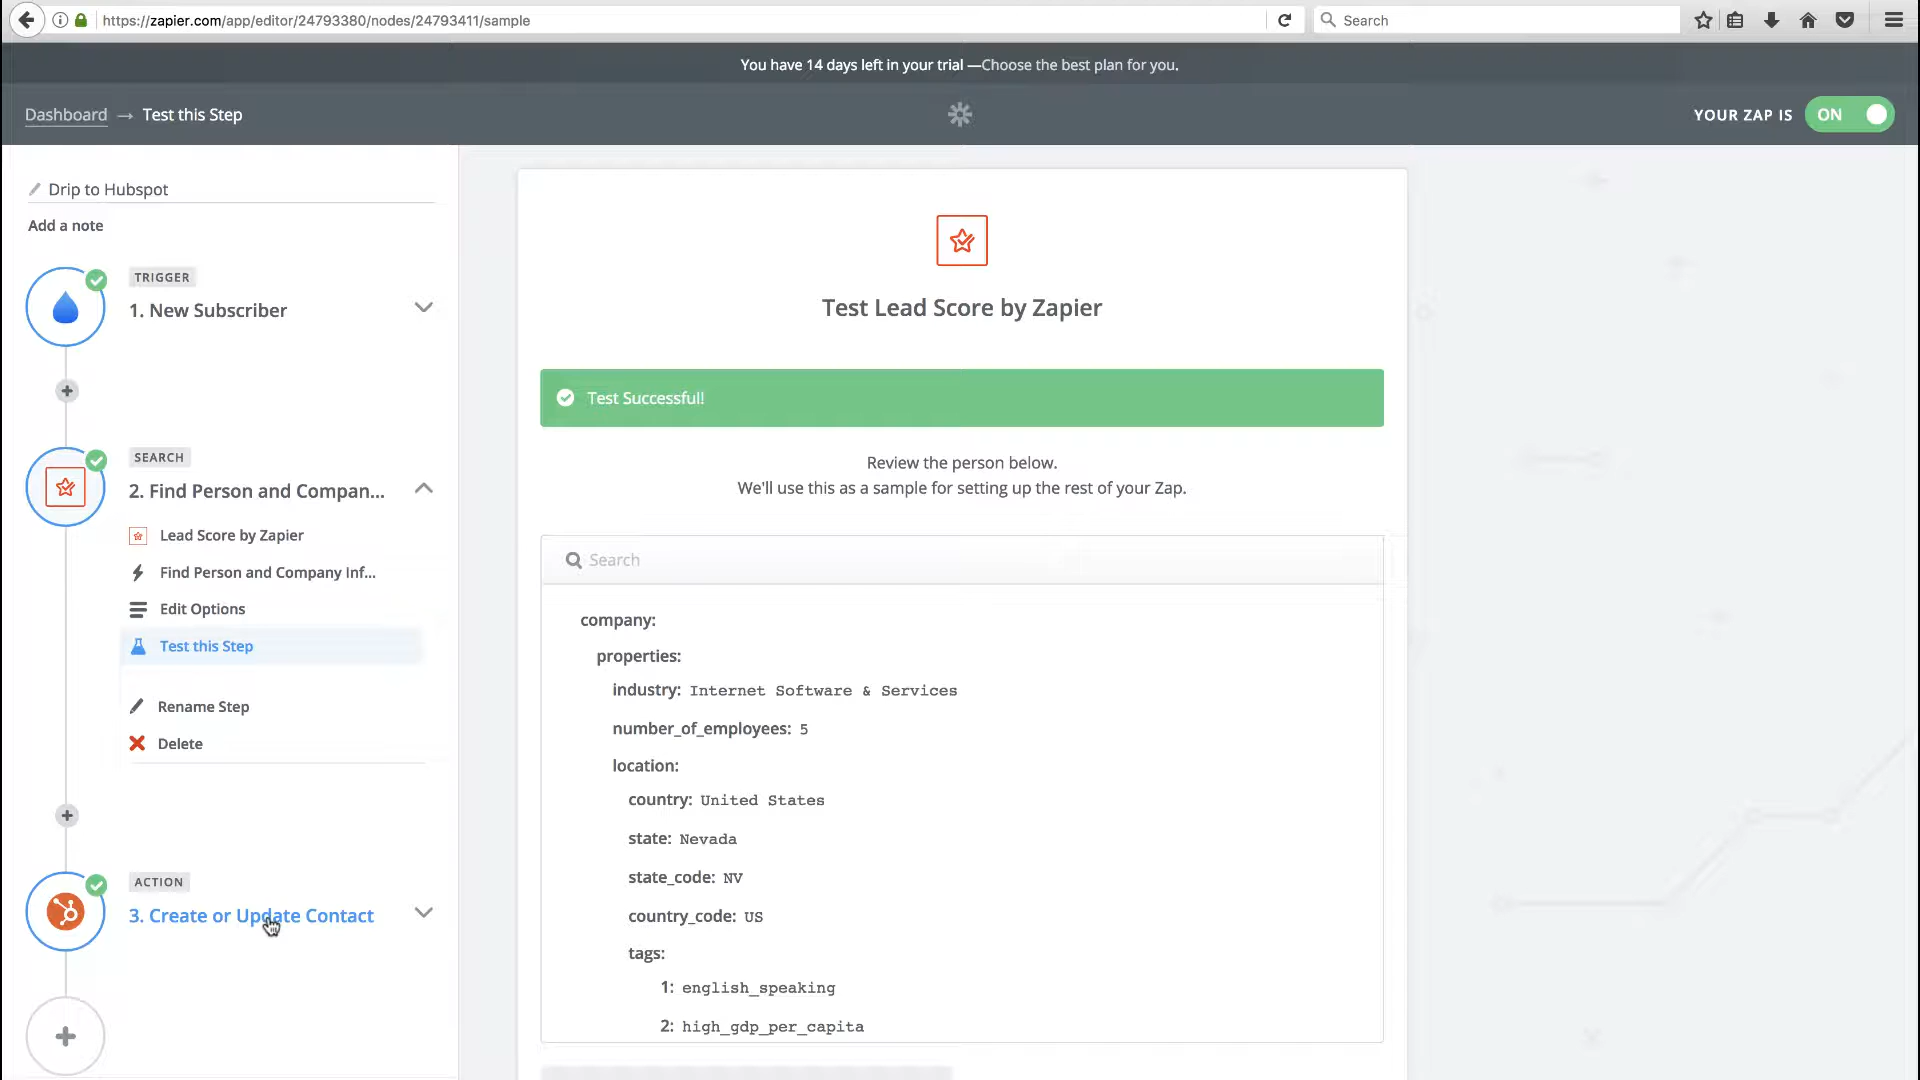 https://zapier.com/app/editor/24793380/nodes/24793411/sample
Search
You have 14 days left in your trial —Choose the best plan for you.
Dashboard → Test this Step
YOUR ZAP IS ON
Drip to Hubspot
Add a note
TRIGGER
1. New Subscriber
SEARCH
2. Find Person and Compan...
Lead Score by Zapier
Find Person and Company Inf...
Edit Options
Test this Step
Rename Step
Delete
ACTION
3. Create or Update Contact
Test Lead Score by Zapier
Test Successful!
Review the person below.
We'll use this as a sample for setting up the rest of your Zap.
Search
company:
properties:
industry: Internet Software & Services
number_of_employees: 5
location:
country: United States
state: Nevada
state_code: NV
country_code: US
tags:
1: english_speaking
2: high_gdp_per_capita